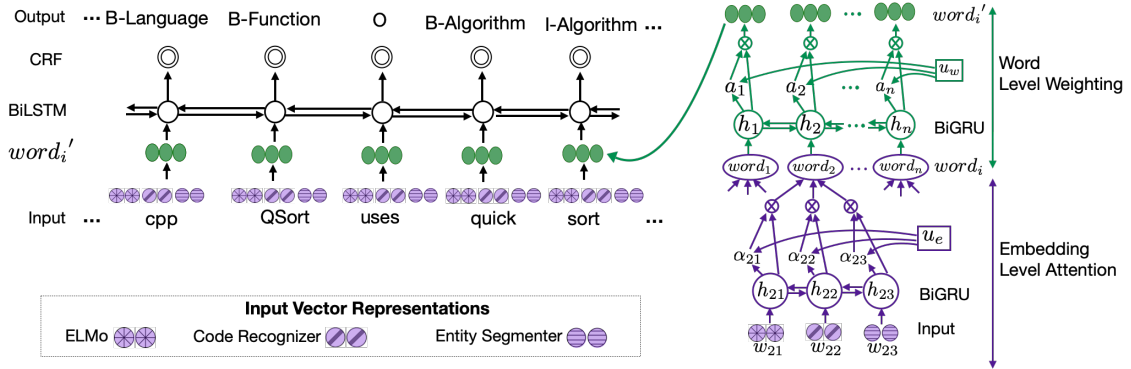 Output ... B-Language B-Function O B-Algorithm I-Algorithm ...
CRF
BiLSTM
word_i'
Input ... cpp QSort uses quick sort ...
Input Vector Representations
ELMo Code Recognizer Entity Segmenter
... word_i'
u_w
a_1 a_2 ... a_n
Word
Level Weighting
h_1 h_2 ... h_n BiGRU
word_1 word_2 ... word_n word_i
u_e
α_21 α_22 α_23
Embedding
Level Attention
h_21 h_22 h_23 BiGRU
Input
w_21 w_22 w_23